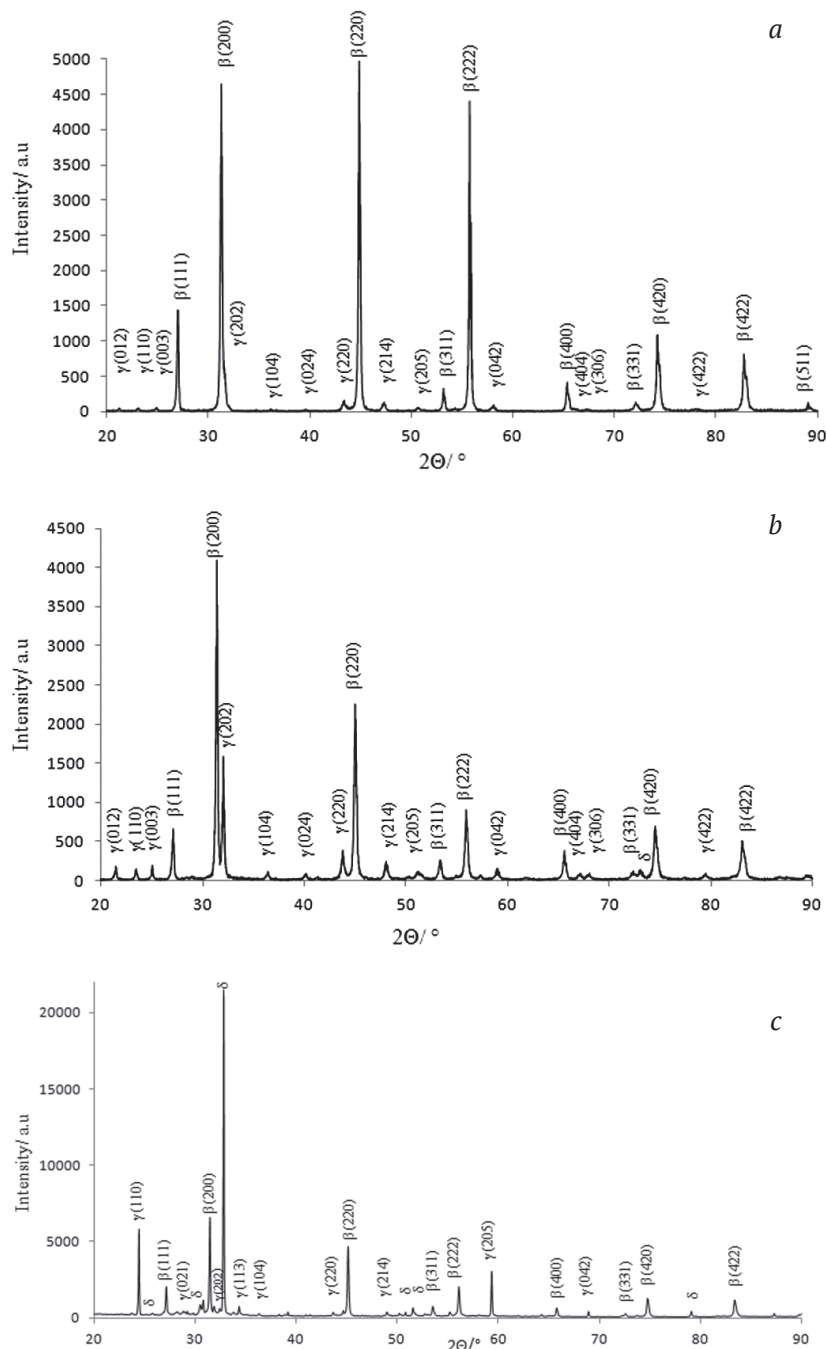 a
Intensity/ a.u
5000
4500
4000
3500
3000
2500
2000
1500
1000
500
0
γ(012)
γ(110)
γ(003)
β(111)
β(200)
γ(202)
γ(104)
γ(024)
γ(220)
β(220)
γ(214)
γ(205)
β(311)
β(222)
γ(042)
β(400)
γ(404)
γ(306)
β(331)
β(420)
γ(422)
β(422)
β(511)
20 30 40 50 60 70 80 90
2Θ/ °
b
Intensity/ a.u
4500
4000
3500
3000
2500
2000
1500
1000
500
0
γ(012)
γ(110)
γ(003)
β(111)
β(200)
γ(202)
γ(104)
γ(024)
γ(220)
β(220)
γ(214)
γ(205)
β(311)
β(222)
γ(042)
β(400)
γ(404)
γ(306)
β(331)
δ
β(420)
γ(422)
β(422)
20 30 40 50 60 70 80 90
2Θ/ °
c
Intensity/ a.u
20000
15000
10000
5000
0
γ(110)
δ
β(111)
γ(021)
δ
β(200)
γ(202)
δ
γ(113)
γ(104)
γ(220)
β(220)
γ(214)
δ
δ
β(311)
β(222)
γ(205)
β(400)
γ(042)
β(331)
β(420)
δ
β(422)
20 30 40 50 60 70 80 90
2Θ/ °